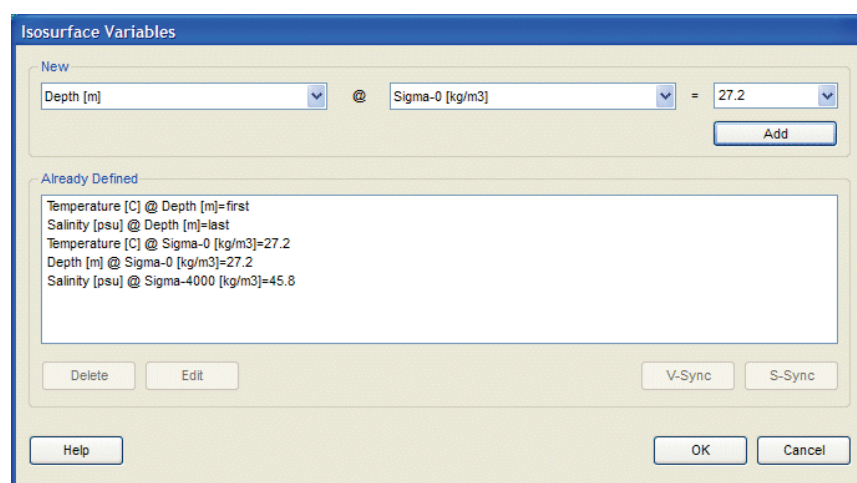 Isosurface Variables
New
Depth [m] @ Sigma-0 [kg/m3] = 27.2
Add
Already Defined
Temperature [C] @ Depth [m]=first
Salinity [psu] @ Depth [m]=last
Temperature [C] @ Sigma-0 [kg/m3]=27.2
Depth [m] @ Sigma-0 [kg/m3]=27.2
Salinity [psu] @ Sigma-4000 [kg/m3]=45.8
Delete Edit V-Sync S-Sync
Help OK Cancel